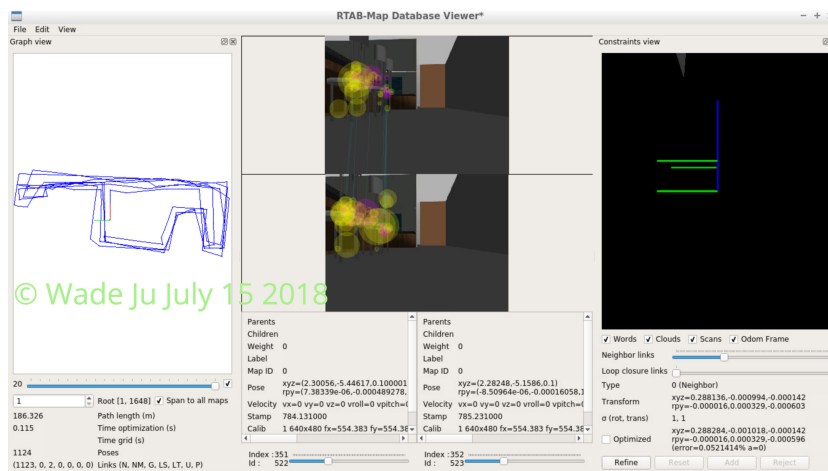 RTAB-Map Database Viewer*
File Edit View
Graph view
Constraints view
© Wade Ju July 15 2018
20
1
Root [1, 1648] Span to all maps
186.326 Path length (m)
0.115 Time optimization (s)
Time grid (s)
1124 Poses
(1123, 0, 2, 0, 0, 0, 0) Links (N, NM, G, LS, LT, U, P)
Parents
Children
Weight 0
Label
Map ID 0
Pose xyz=(2.30056,-5.44617,0.100001
rpy=(7.38339e-06,-0.000489278,
Velocity vx=0 vy=0 vz=0 vroll=0 vpitch=(
Stamp 784.131000
Calib 1 640x480 fx=554.383 fy=554.38
Index :351
Id : 522
Parents
Children
Weight 0
Label
Map ID 0
Pose xyz=(2.28248,-5.1586,0.1)
rpy=(-8.50964e-06,-0.00016058,1
Velocity vx=0 vy=0 vz=0 vroll=0 vpitch=(
Stamp 785.231000
Calib 1 640x480 fx=554.383 fy=554.38
Index :352
Id : 523
Words Clouds Scans Odom Frame
Neighbor links
Loop closure links
Type 0 (Neighbor)
Transform xyz=0.288136,-0.000994,-0.000142
rpy=-0.000016,0.000329,-0.000603
σ (rot, trans) 1, 1
Optimized xyz=0.288284,-0.001018,-0.000142
rpy=-0.000016,0.000329,-0.000596
(error=0.0521414% a=0)
Refine Reset Add Reject